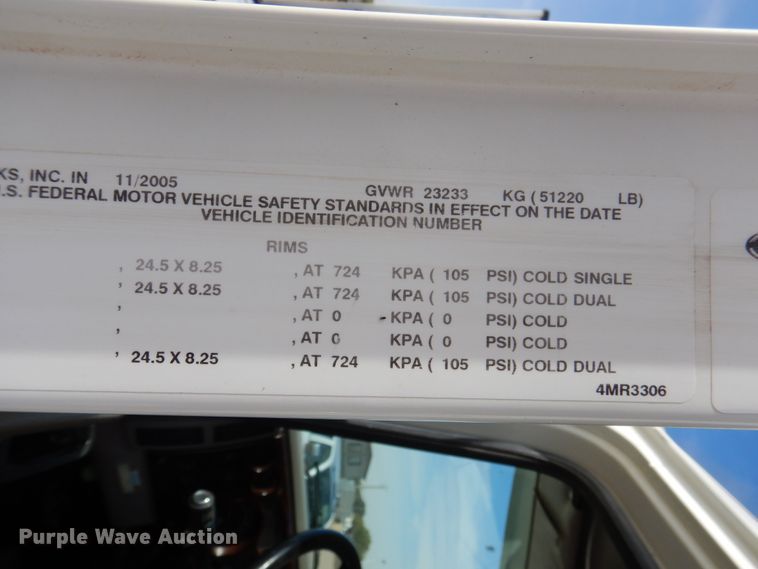 KS, INC. IN 11/2005 GVWR 23233 KG ( 51220 LB)
U.S. FEDERAL MOTOR VEHICLE SAFETY STANDARDS IN EFFECT ON THE DATE
VEHICLE IDENTIFICATION NUMBER
RIMS
, 24.5 X 8.25 , AT 724 KPA ( 105 PSI) COLD SINGLE
, 24.5 X 8.25 , AT 724 KPA ( 105 PSI) COLD DUAL
, , AT 0 - KPA ( 0 PSI) COLD
, , AT 0 KPA ( 0 PSI) COLD
, 24.5 X 8.25 , AT 724 KPA ( 105 PSI) COLD DUAL
4MR3306
Purple Wave Auction